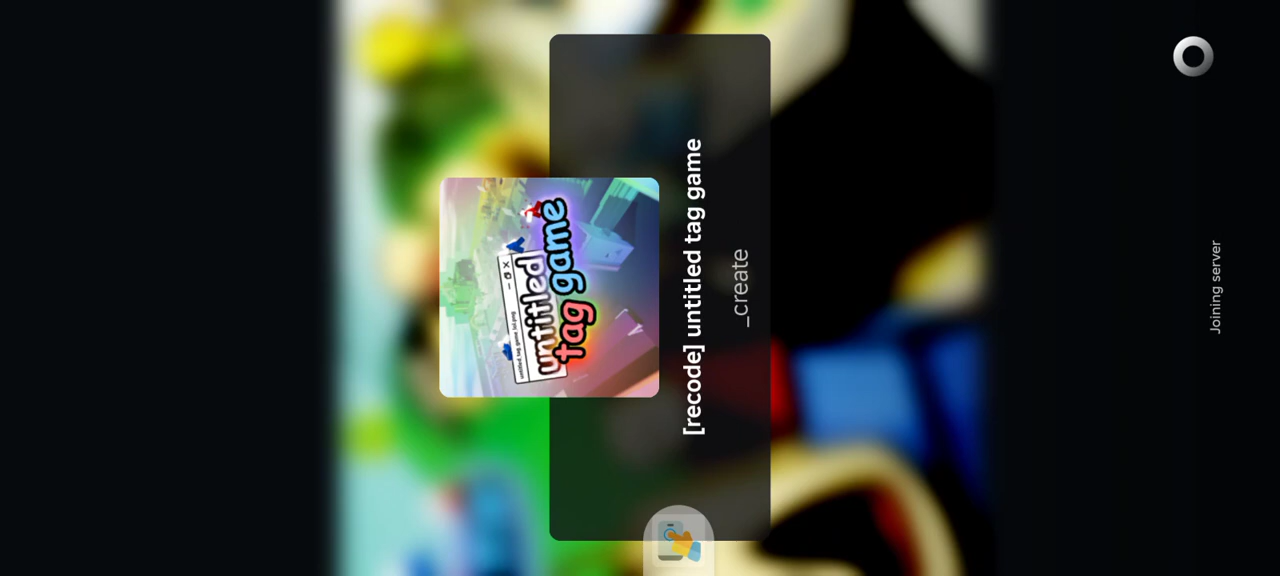 untitled
tag game
[recode] untitled tag game
_create
Joining server